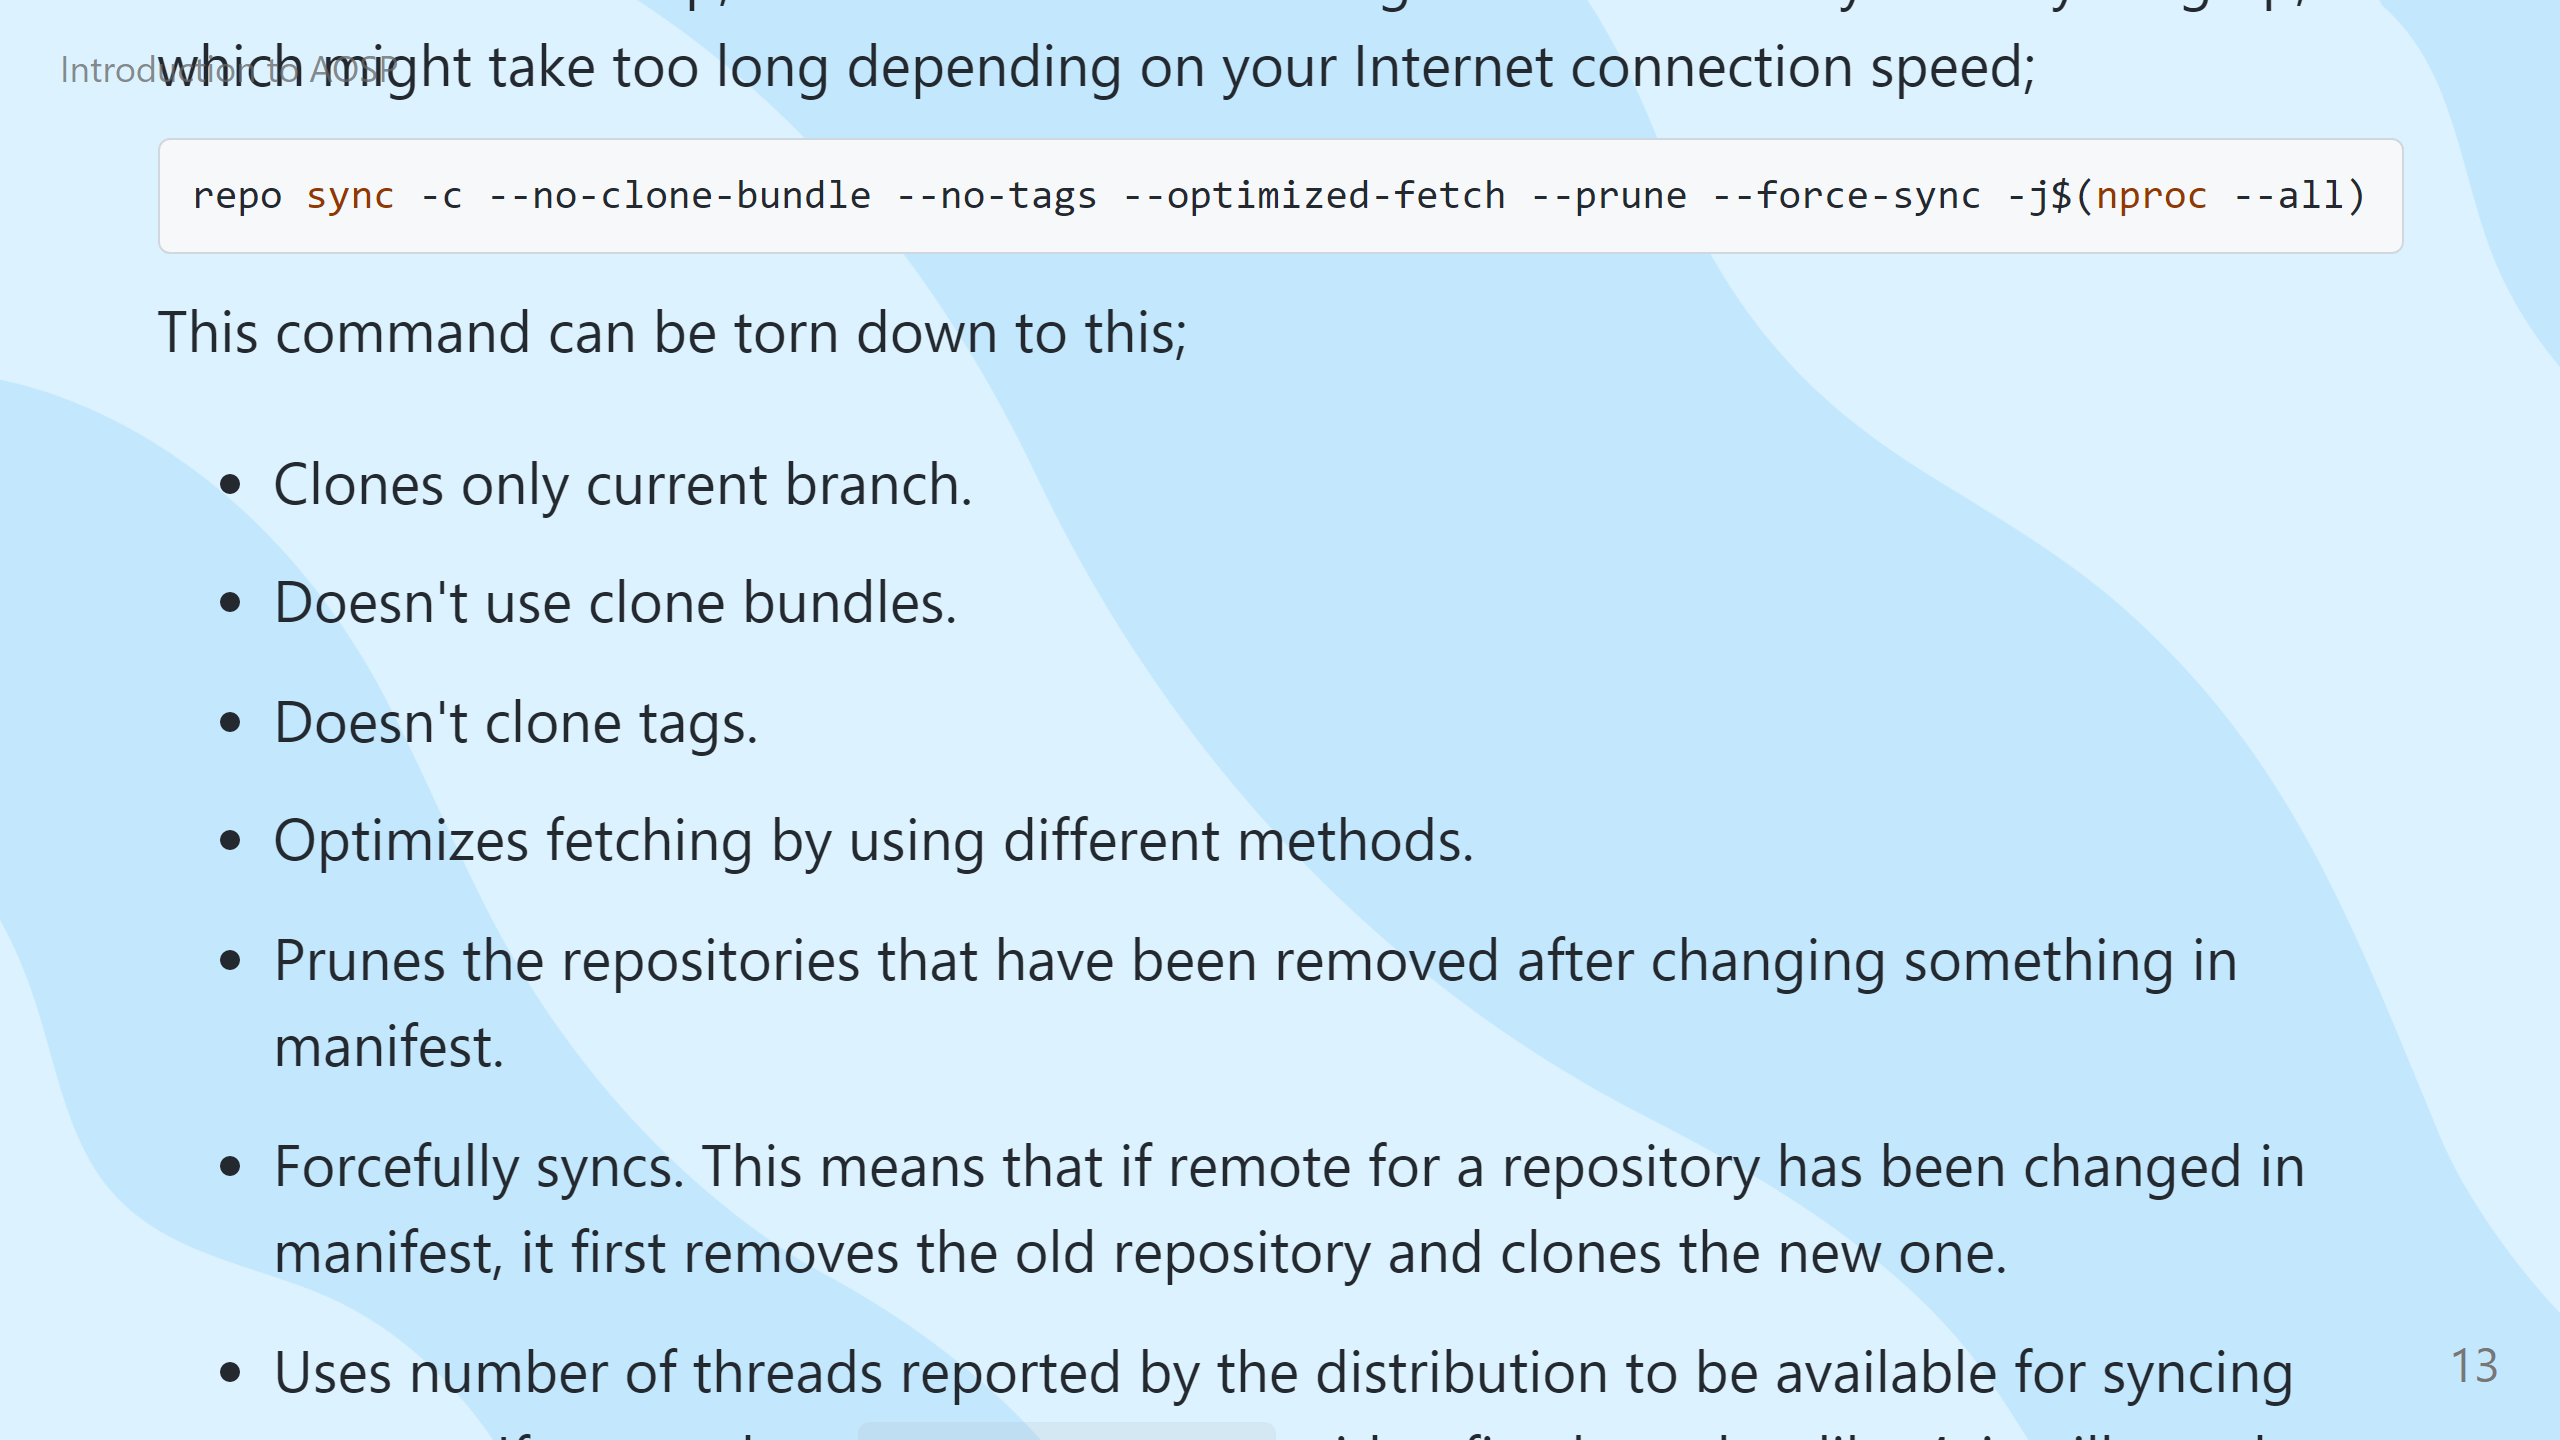 Introduction to AOSP
which might take too long depending on your Internet connection speed;
repo sync -c --no-clone-bundle --no-tags --optimized-fetch --prune --force-sync -j$(nproc --all)
This command can be torn down to this;
• Clones only current branch.
• Doesn't use clone bundles.
• Doesn't clone tags.
• Optimizes fetching by using different methods.
• Prunes the repositories that have been removed after changing something in
manifest.
• Forcefully syncs. This means that if remote for a repository has been changed in
manifest, it first removes the old repository and clones the new one.
• Uses number of threads reported by the distribution to be available for syncing
13